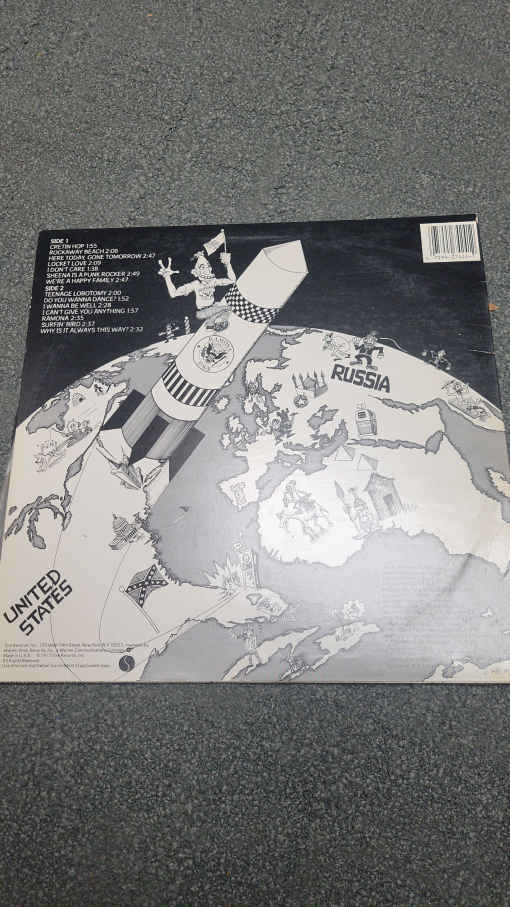 SIDE 1
CRETIN HOP 1:55
ROCKAWAY BEACH 2:06
HERE TODAY, GONE TOMORROW 2:47
LOCKET LOVE 2:09
I DON'T CARE 1:38
SHEENA IS A PUNK ROCKER 2:49
WE'RE A HAPPY FAMILY 2:47
SIDE 2
TEENAGE LOBOTOMY 2:00
DO YOU WANNA DANCE? 1:52
I WANNA BE WELL 2:28
I CAN'T GIVE YOU ANYTHING 1:57
RAMONA 2:35
SURFIN' BIRD 2:37
WHY IS IT ALWAYS THIS WAY? 2:32
RUSSIA
UNITED
STATES
All Rights Reserved